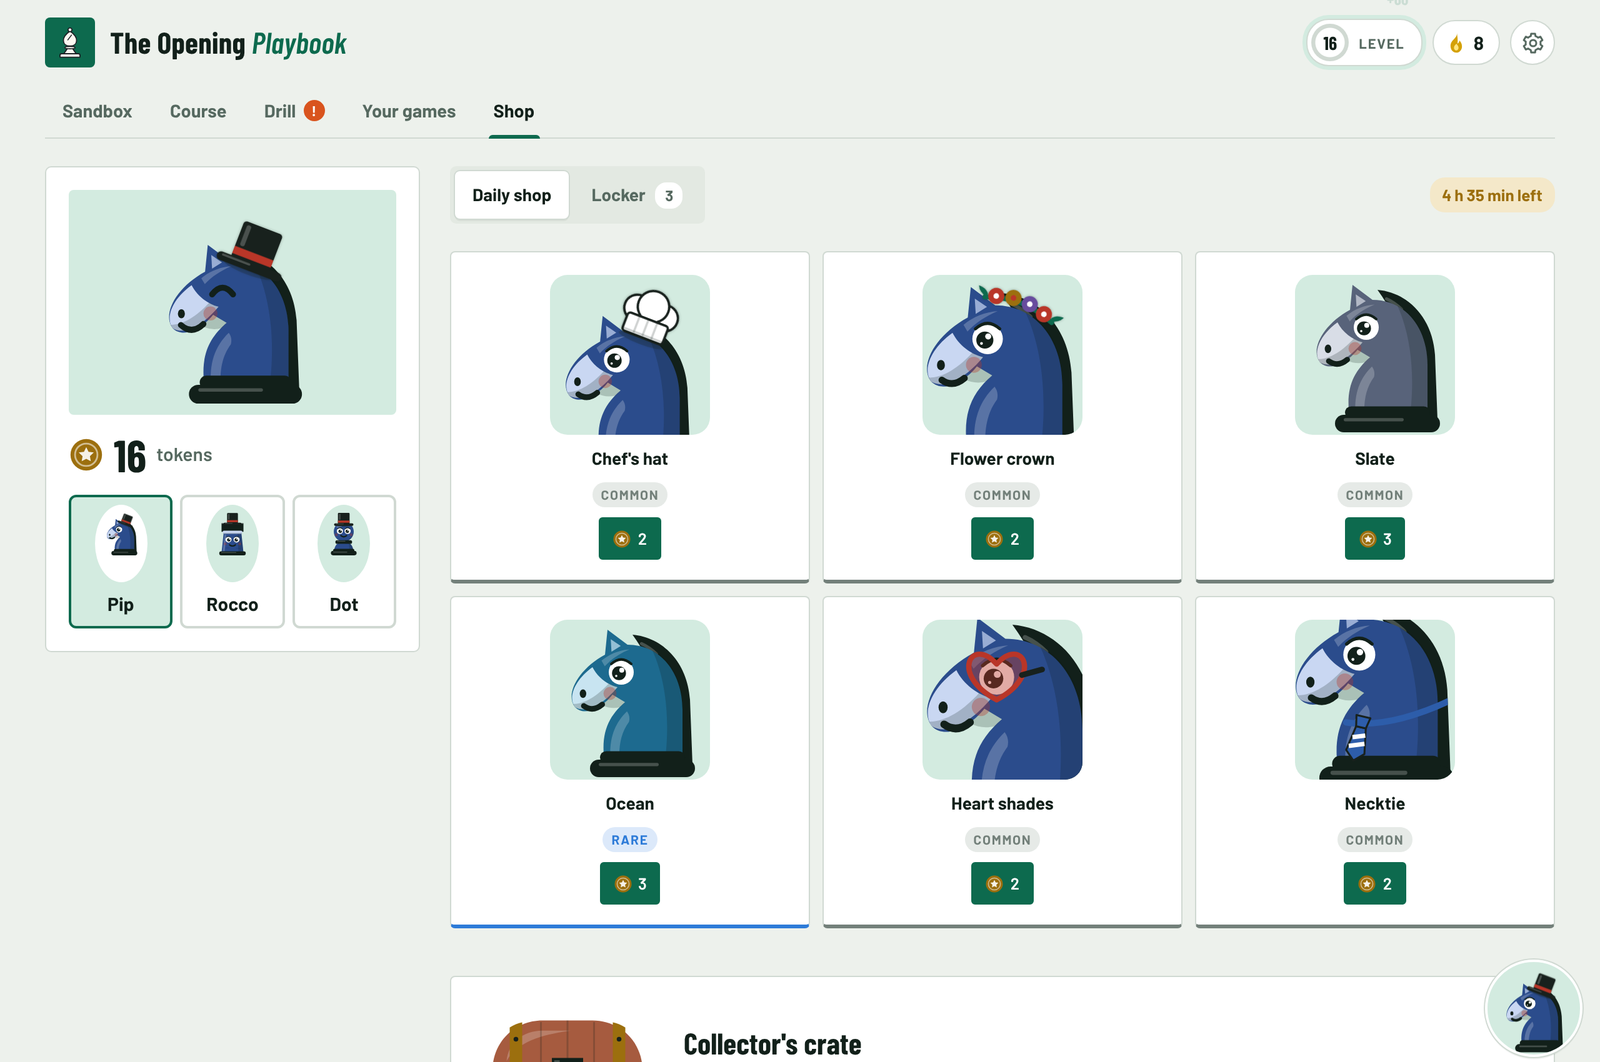 The Opening Playbook
16 LEVEL
8
Sandbox
Course
Drill !
Your games
Shop
16 tokens
Pip
Rocco
Dot
Daily shop
Locker 3
4 h 35 min left
Chef's hat
COMMON
2
Flower crown
COMMON
2
Slate
COMMON
3
Ocean
RARE
3
Heart shades
COMMON
2
Necktie
COMMON
2
Collector's crate